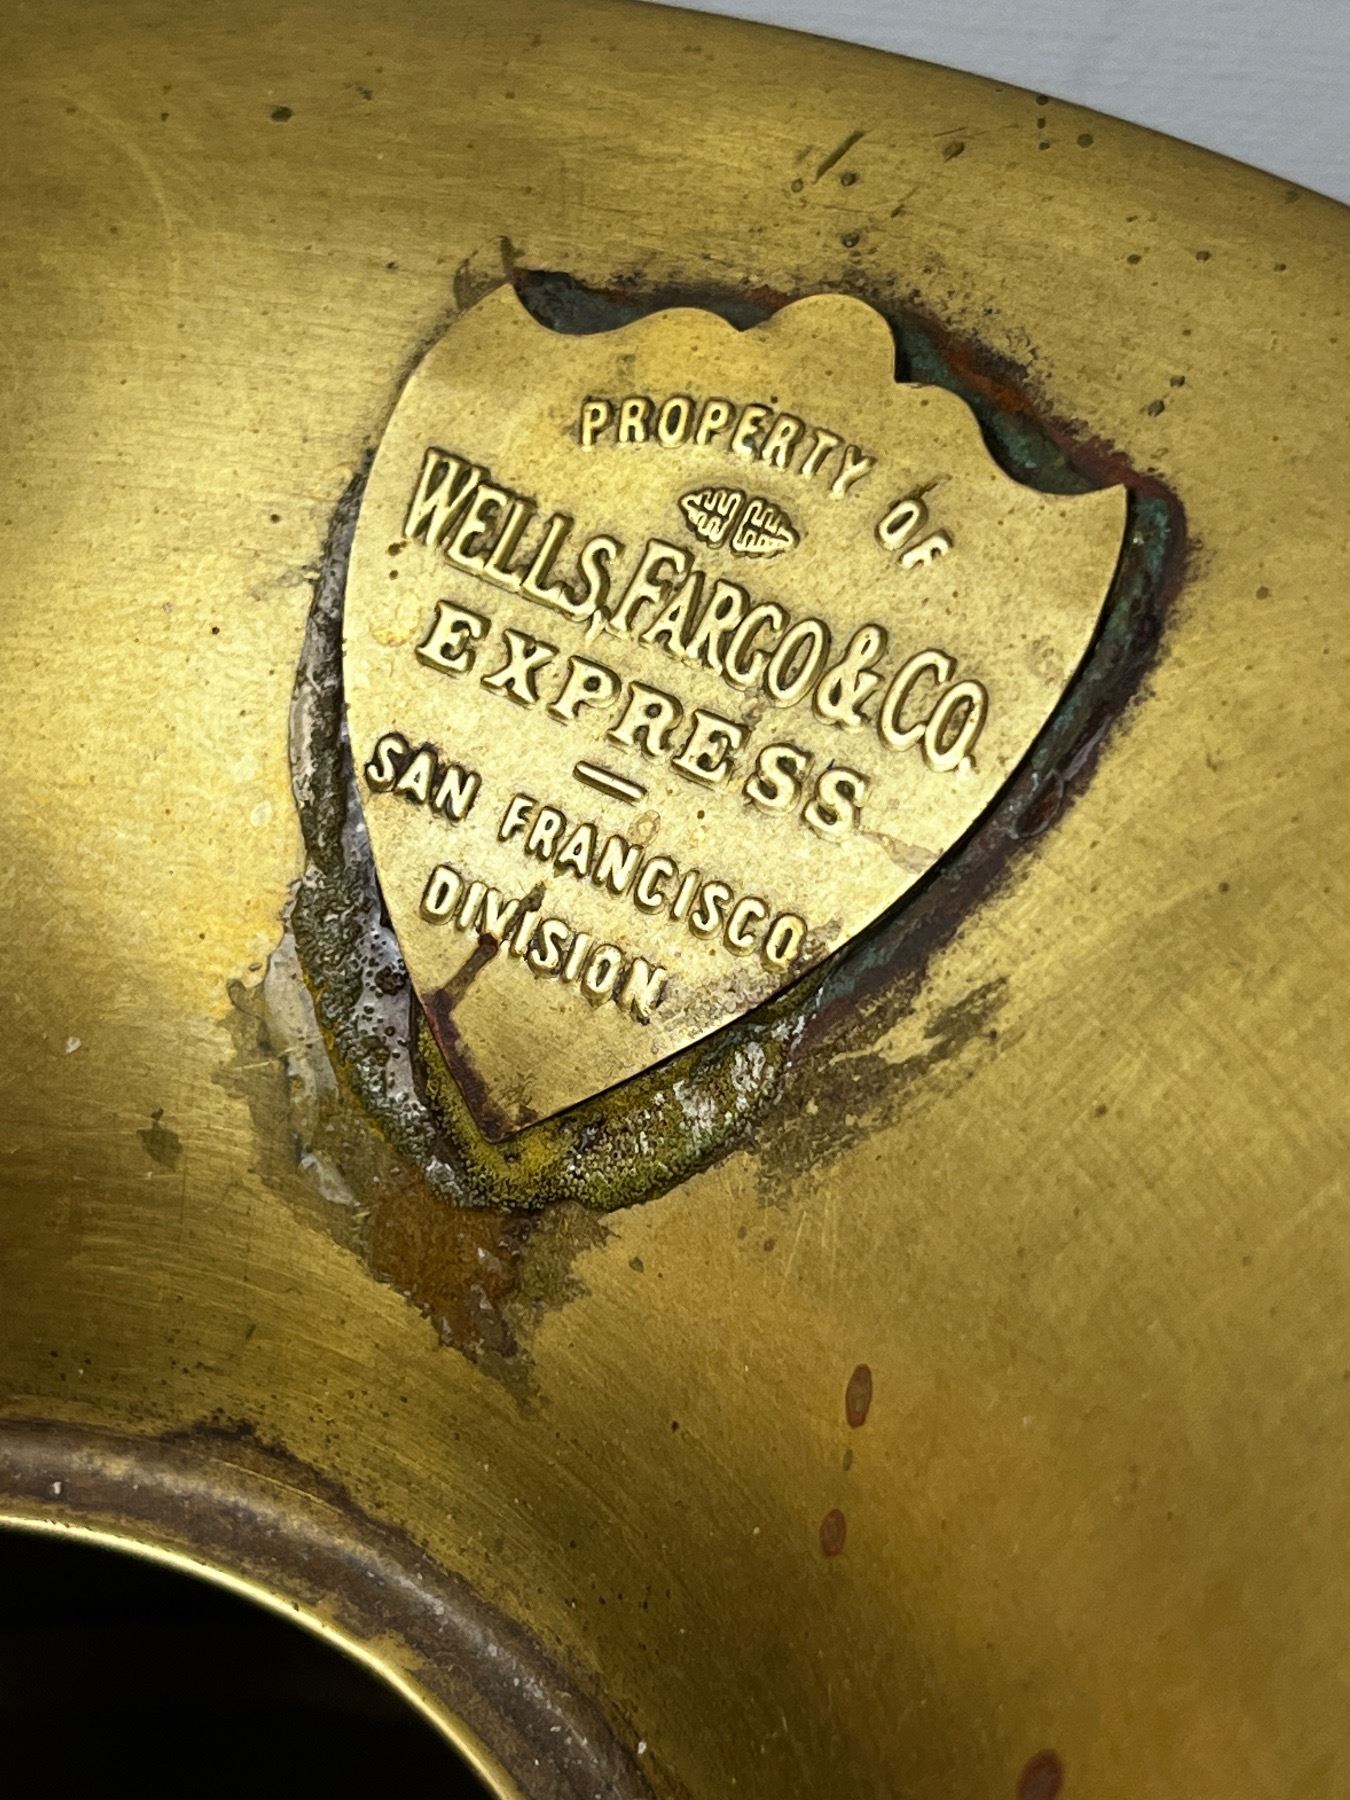 PROPERTY OF
WELLS, FARGO & CO.
EXPRESS
—
SAN FRANCISCO
DIVISION